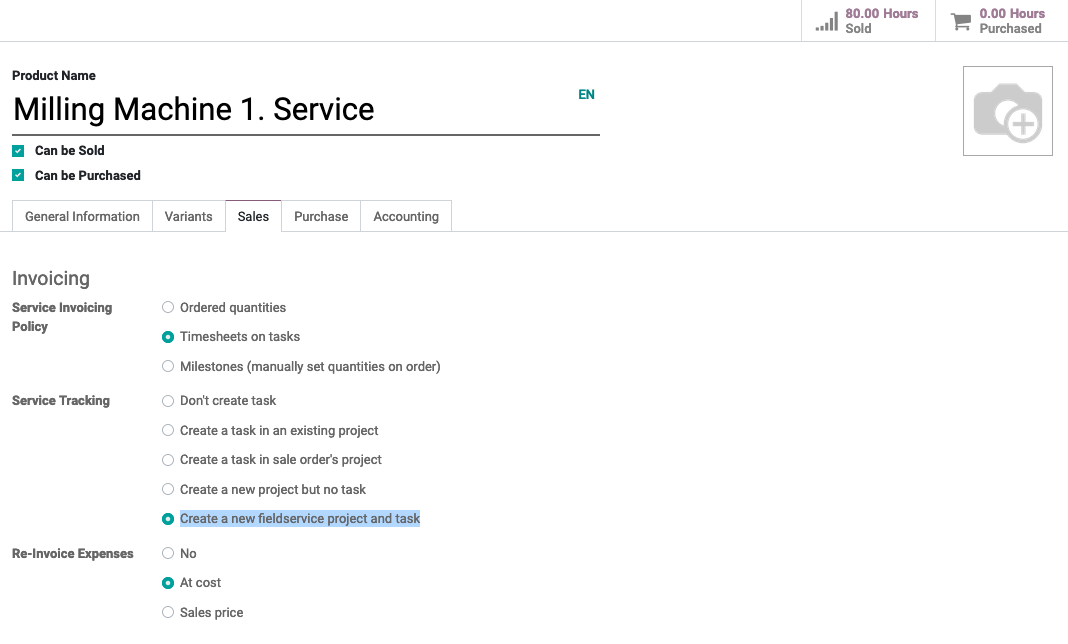 80.00 Hours
Sold
0.00 Hours
Purchased
Product Name
Milling Machine 1. Service
EN
Can be Sold
Can be Purchased
General Information Variants Sales Purchase Accounting
Invoicing
Service Invoicing Policy
Ordered quantities
Timesheets on tasks
Milestones (manually set quantities on order)
Service Tracking
Don't create task
Create a task in an existing project
Create a task in sale order's project
Create a new project but no task
Create a new fieldservice project and task
Re-Invoice Expenses
No
At cost
Sales price